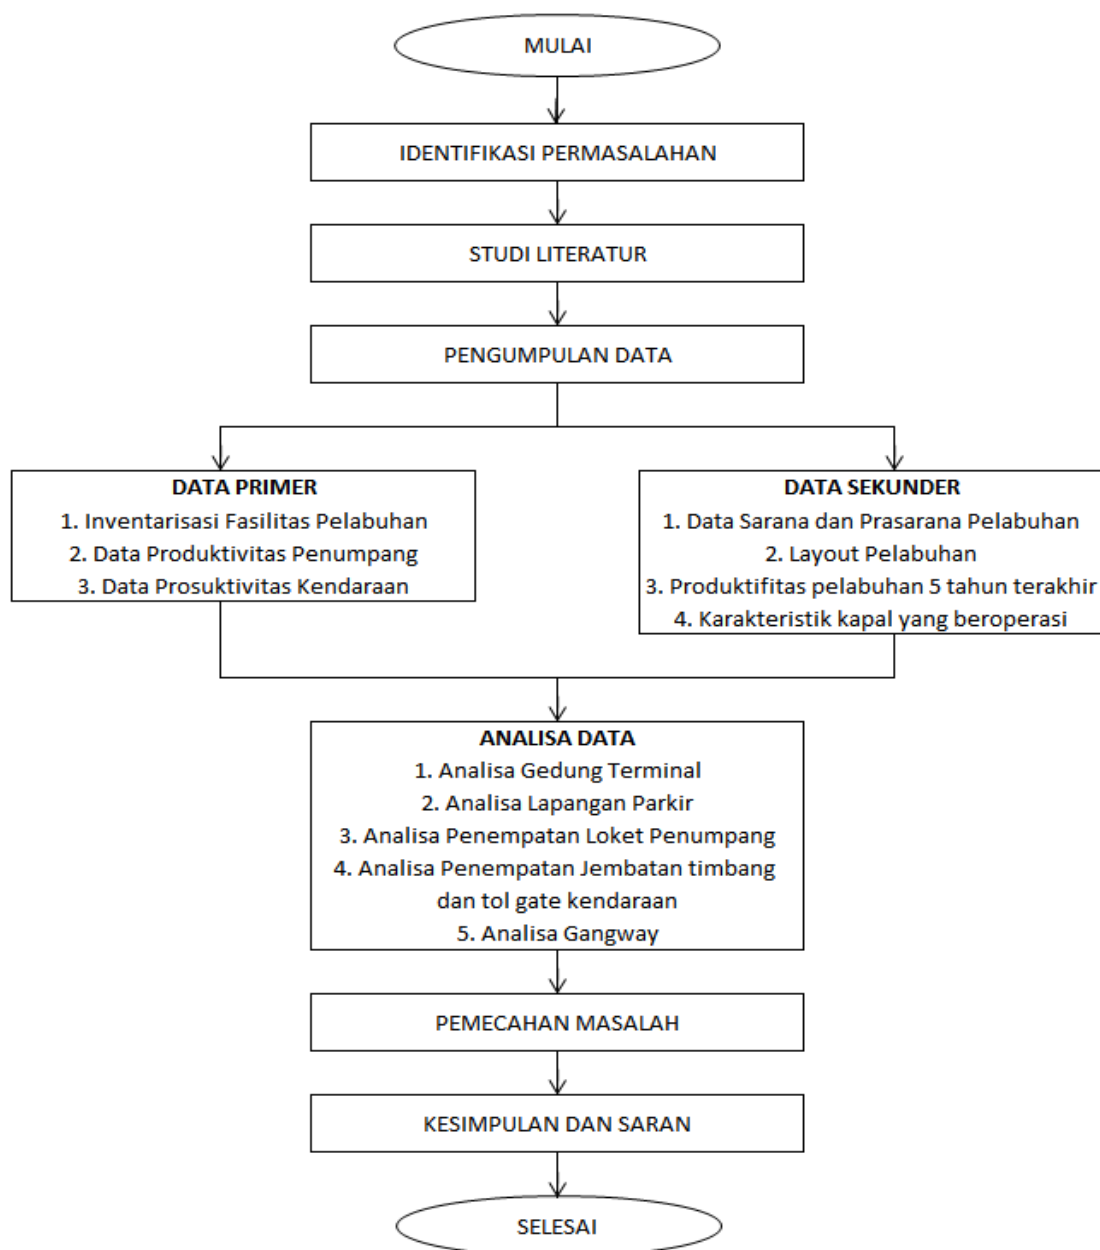 MULAI
IDENTIFIKASI PERMASALAHAN
STUDI LITERATUR
PENGUMPULAN DATA
DATA PRIMER
1. Inventarisasi Fasilitas Pelabuhan
2. Data Produktivitas Penumpang
3. Data Prosuktivitas Kendaraan
DATA SEKUNDER
1. Data Sarana dan Prasarana Pelabuhan
2. Layout Pelabuhan
3. Produktifitas pelabuhan 5 tahun terakhir
4. Karakteristik kapal yang beroperasi
ANALISA DATA
1. Analisa Gedung Terminal
2. Analisa Lapangan Parkir
3. Analisa Penempatan Loket Penumpang
4. Analisa Penempatan Jembatan timbang
dan tol gate kendaraan
5. Analisa Gangway
PEMECAHAN MASALAH
KESIMPULAN DAN SARAN
SELESAI